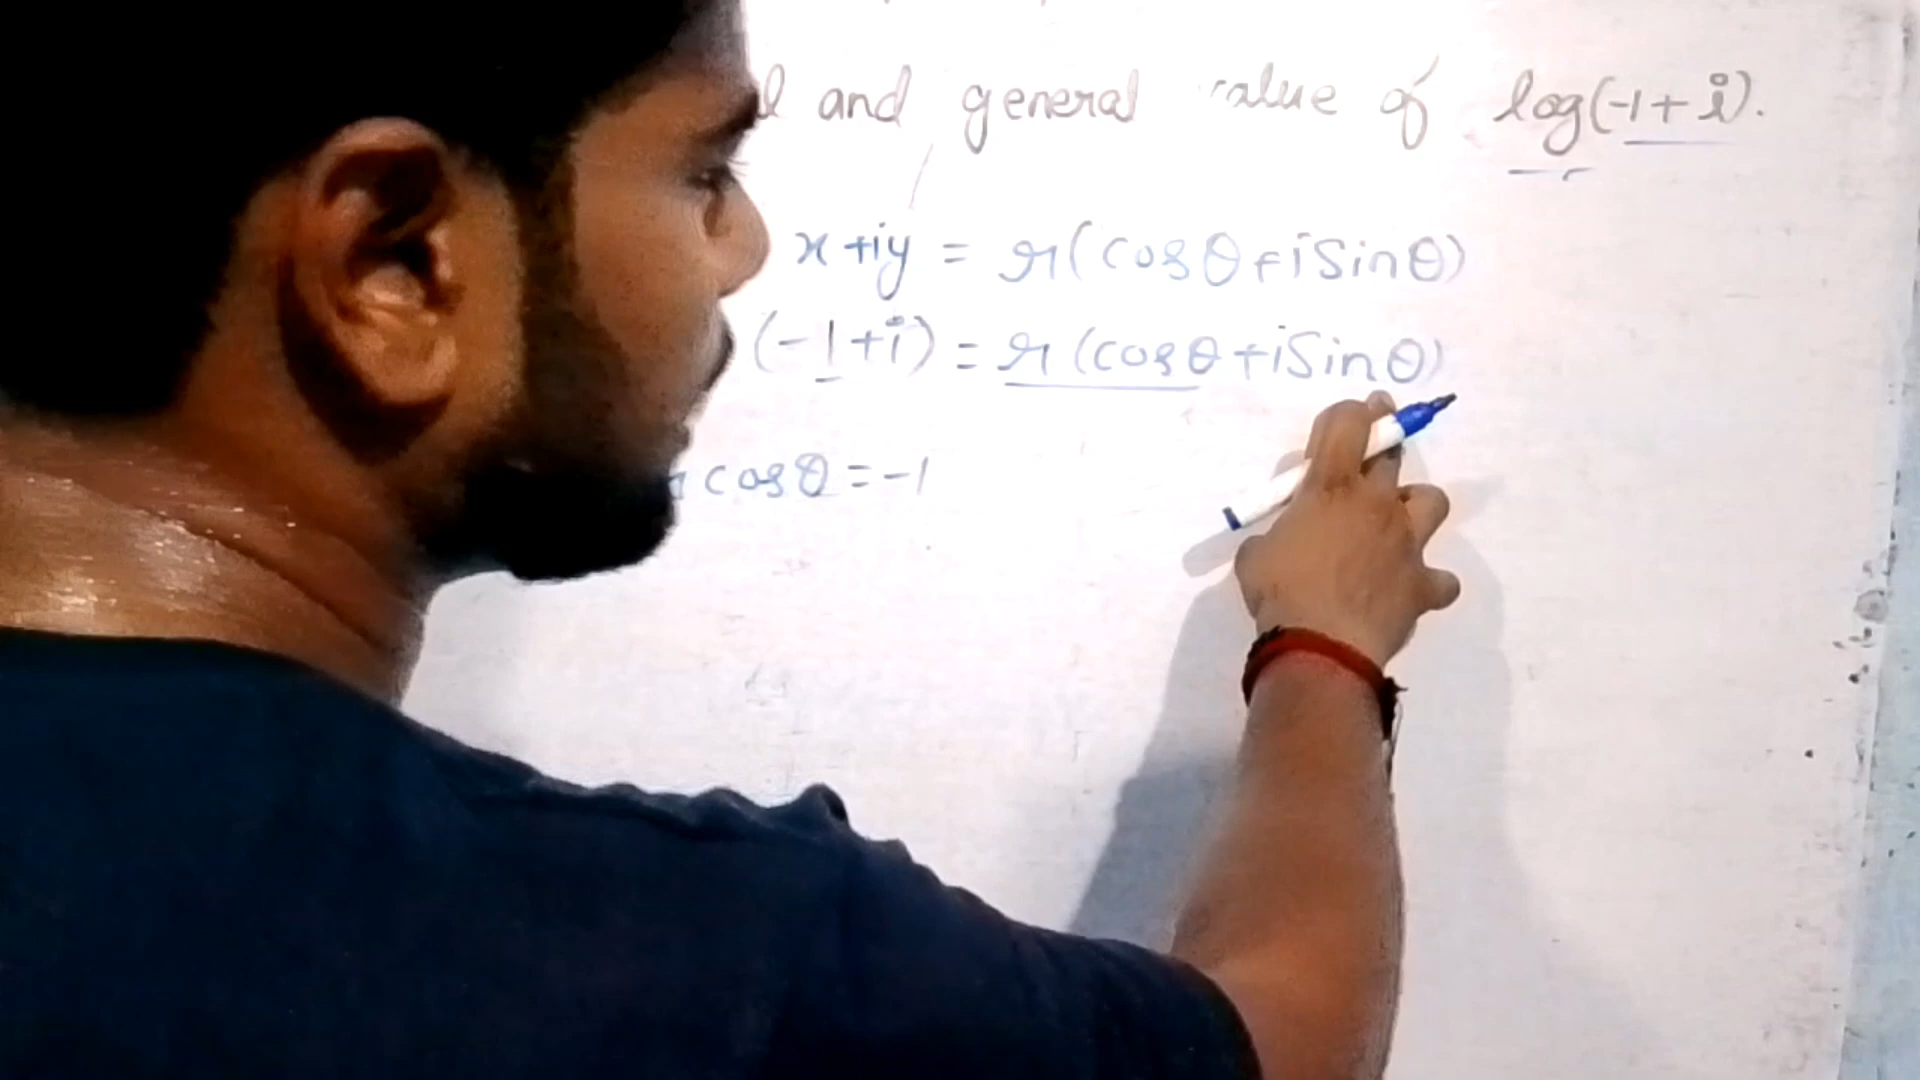 and general value of log(-1+i).
x+iy = r(cosθ+isinθ)
(-1+i) = r(cosθ+isinθ)
cosθ=-1